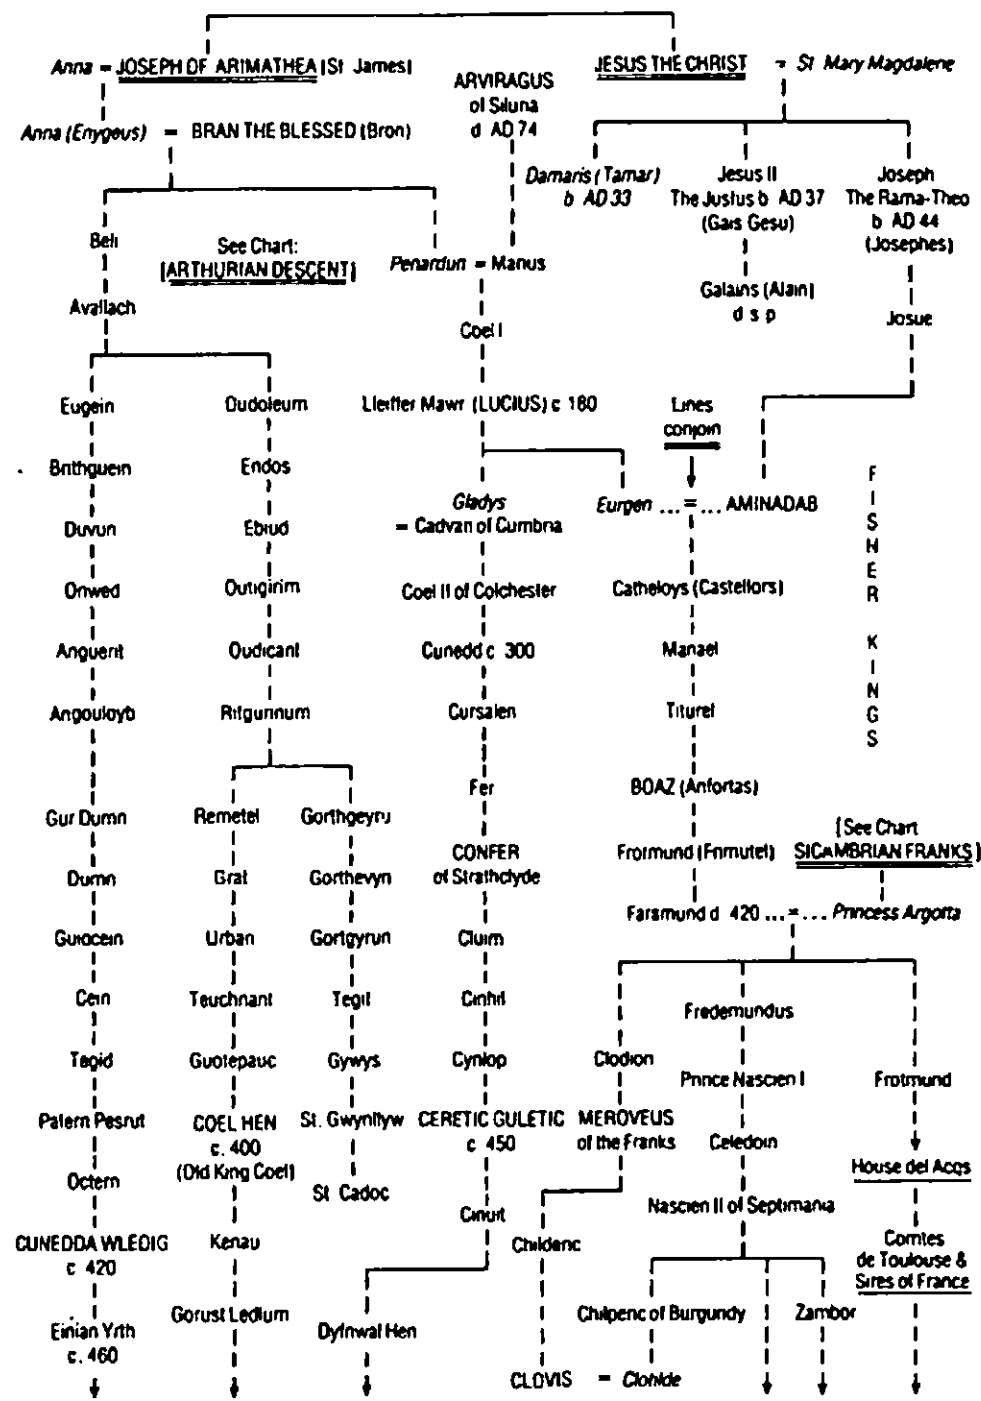 Anna = JOSEPH OF ARIMATHEA [St James]
JESUS THE CHRIST = St Mary Magdalene
ARVIRAGUS
of Siluna
d AD 74
Anna (Enygeus) = BRAN THE BLESSED (Bron)
Damaris (Tamar)
b AD 33
Jesus II
The Justus b AD 37
(Gais Gesu)
Joseph
The Rama-Theo
b AD 44
(Josephes)
Beli
See Chart:
[ARTHURIAN DESCENT]
Penardun = Manus
Galains (Alain)
d s p
Avallach
Coel I
Josue
Eugein
Oudoleum
Lleiffer Mawr (LUCIUS) c 180
Lines
conjoin
Brithguein
Endos
Gladys
= Cadvan of Cumbria
Eurgen ... = ... AMINADAB
FISHER KINGS
Duvun
Ebiud
Onwed
Outigirim
Coel II of Colchester
Catheloys (Castellors)
Anguerit
Oudicant
Cunedd c 300
Manael
Angouloyb
Ritgurinum
Cursalen
Titurel
Fer
BOAZ (Anfortas)
Gur Dumn
Remetel
Gorthgeyru
CONFER
of Strathclyde
Frotmund (Frimutel)
[See Chart
SICAMBRIAN FRANKS]
Dumn
Grat
Gorthevyn
Faramund d 420 ... = ... Princess Argotta
Guiocein
Urban
Gortgyrun
Cluim
Cein
Teuchnant
Tegit
Cinhil
Fredemundus
Tegid
Guotepauc
Gywys
Cynlop
Clodion
Prince Nascien I
Frotmund
Patern Pesrut
COEL HEN
c. 400
(Old King Coel)
St. Gwynllyw
CERETIC GULETIC
c 450
MEROVEUS
of the Franks
Celedoin
House del Acqs
Octern
St Cadoc
Cinuit
Nascien II of Septimania
CUNEDDA WLEDIG
c 420
Kenau
Childeric
Comtes
de Toulouse &
Sires of France
Gorust Ledlum
Chilperic of Burgundy
Zambor
Einian Yrth
c. 460
Dyfnwal Hen
CLOVIS = Clotilde